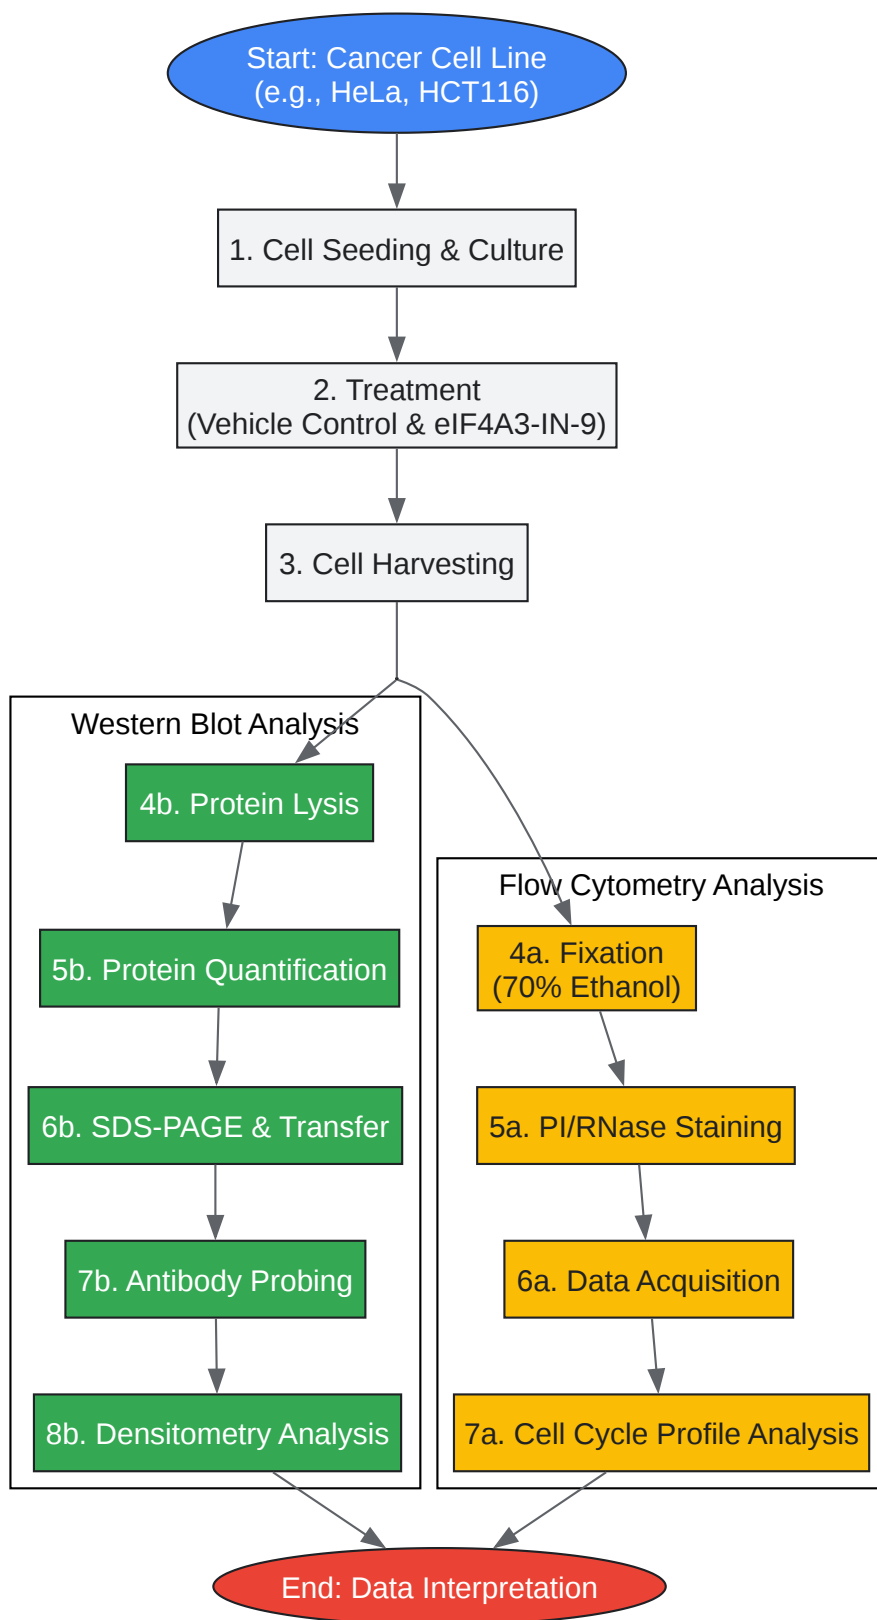 Start: Cancer Cell Line
(e.g., HeLa, HCT116)
1. Cell Seeding & Culture
2. Treatment
(Vehicle Control & eIF4A3-IN-9)
3. Cell Harvesting
Western Blot Analysis
4b. Protein Lysis
5b. Protein Quantification
6b. SDS-PAGE & Transfer
7b. Antibody Probing
8b. Densitometry Analysis
Flow Cytometry Analysis
4a. Fixation
(70% Ethanol)
5a. PI/RNase Staining
6a. Data Acquisition
7a. Cell Cycle Profile Analysis
End: Data Interpretation